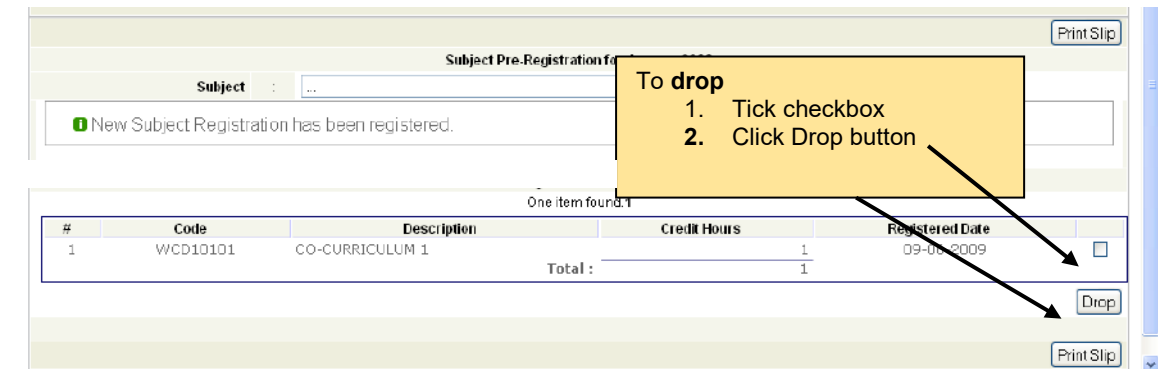 Print Slip
Subject Pre-Registration for
Subject : ...
To drop
1. Tick checkbox
2. Click Drop button
New Subject Registration has been registered.
One item found.1
# Code Description Credit Hours Registered Date
1 WCD10101 CO-CURRICULUM 1 1 09-06-2009
Total : 1
Drop
Print Slip